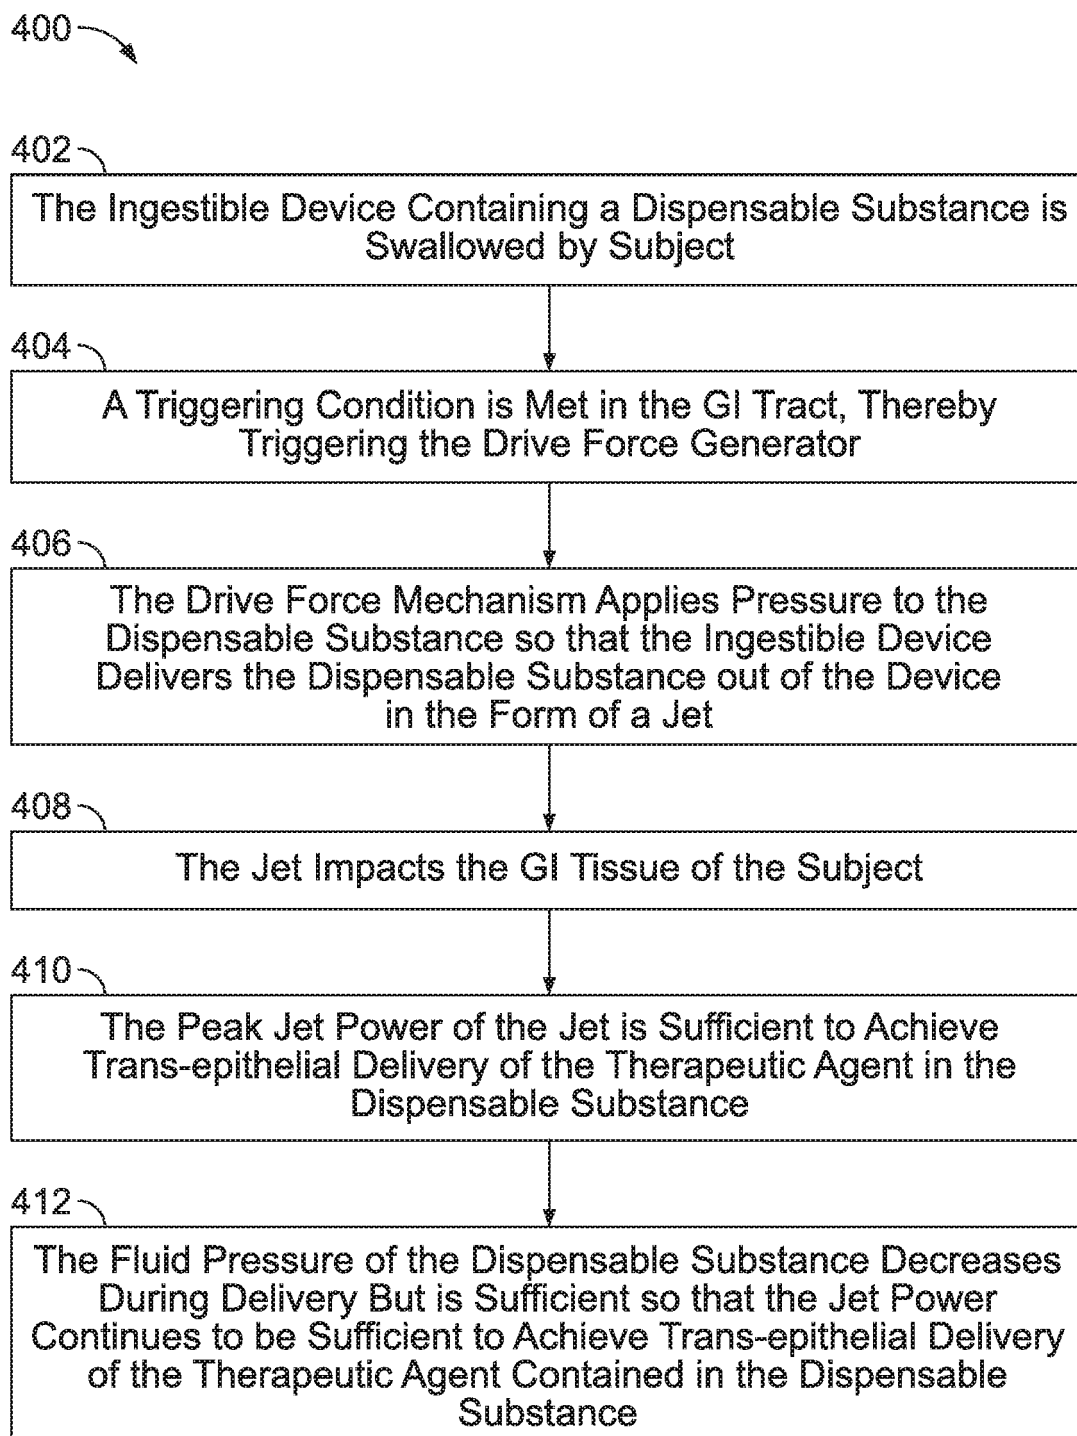 400
402
The Ingestible Device Containing a Dispensable Substance is
Swallowed by Subject
404
A Triggering Condition is Met in the GI Tract, Thereby
Triggering the Drive Force Generator
406
The Drive Force Mechanism Applies Pressure to the
Dispensable Substance so that the Ingestible Device
Delivers the Dispensable Substance out of the Device
in the Form of a Jet
408
The Jet Impacts the GI Tissue of the Subject
410
The Peak Jet Power of the Jet is Sufficient to Achieve
Trans-epithelial Delivery of the Therapeutic Agent in the
Dispensable Substance
412
The Fluid Pressure of the Dispensable Substance Decreases
During Delivery But is Sufficient so that the Jet Power
Continues to be Sufficient to Achieve Trans-epithelial Delivery
of the Therapeutic Agent Contained in the Dispensable
Substance